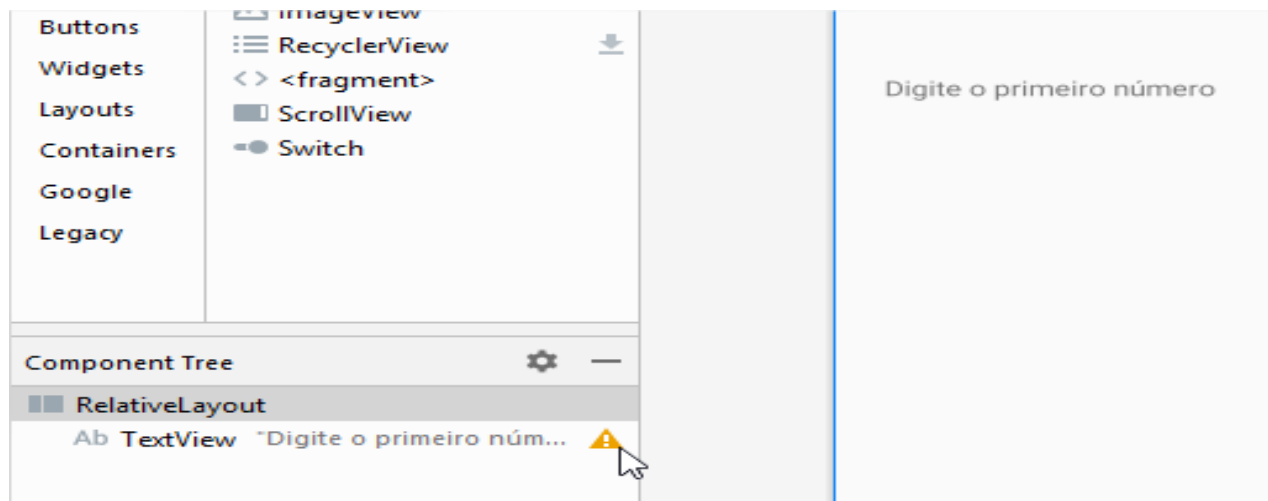 Buttons
Widgets
Layouts
Containers
Google
Legacy
ImageView
RecyclerView
<fragment>
ScrollView
Switch
Digite o primeiro número
Component Tree
RelativeLayout
Ab TextView "Digite o primeiro núm...